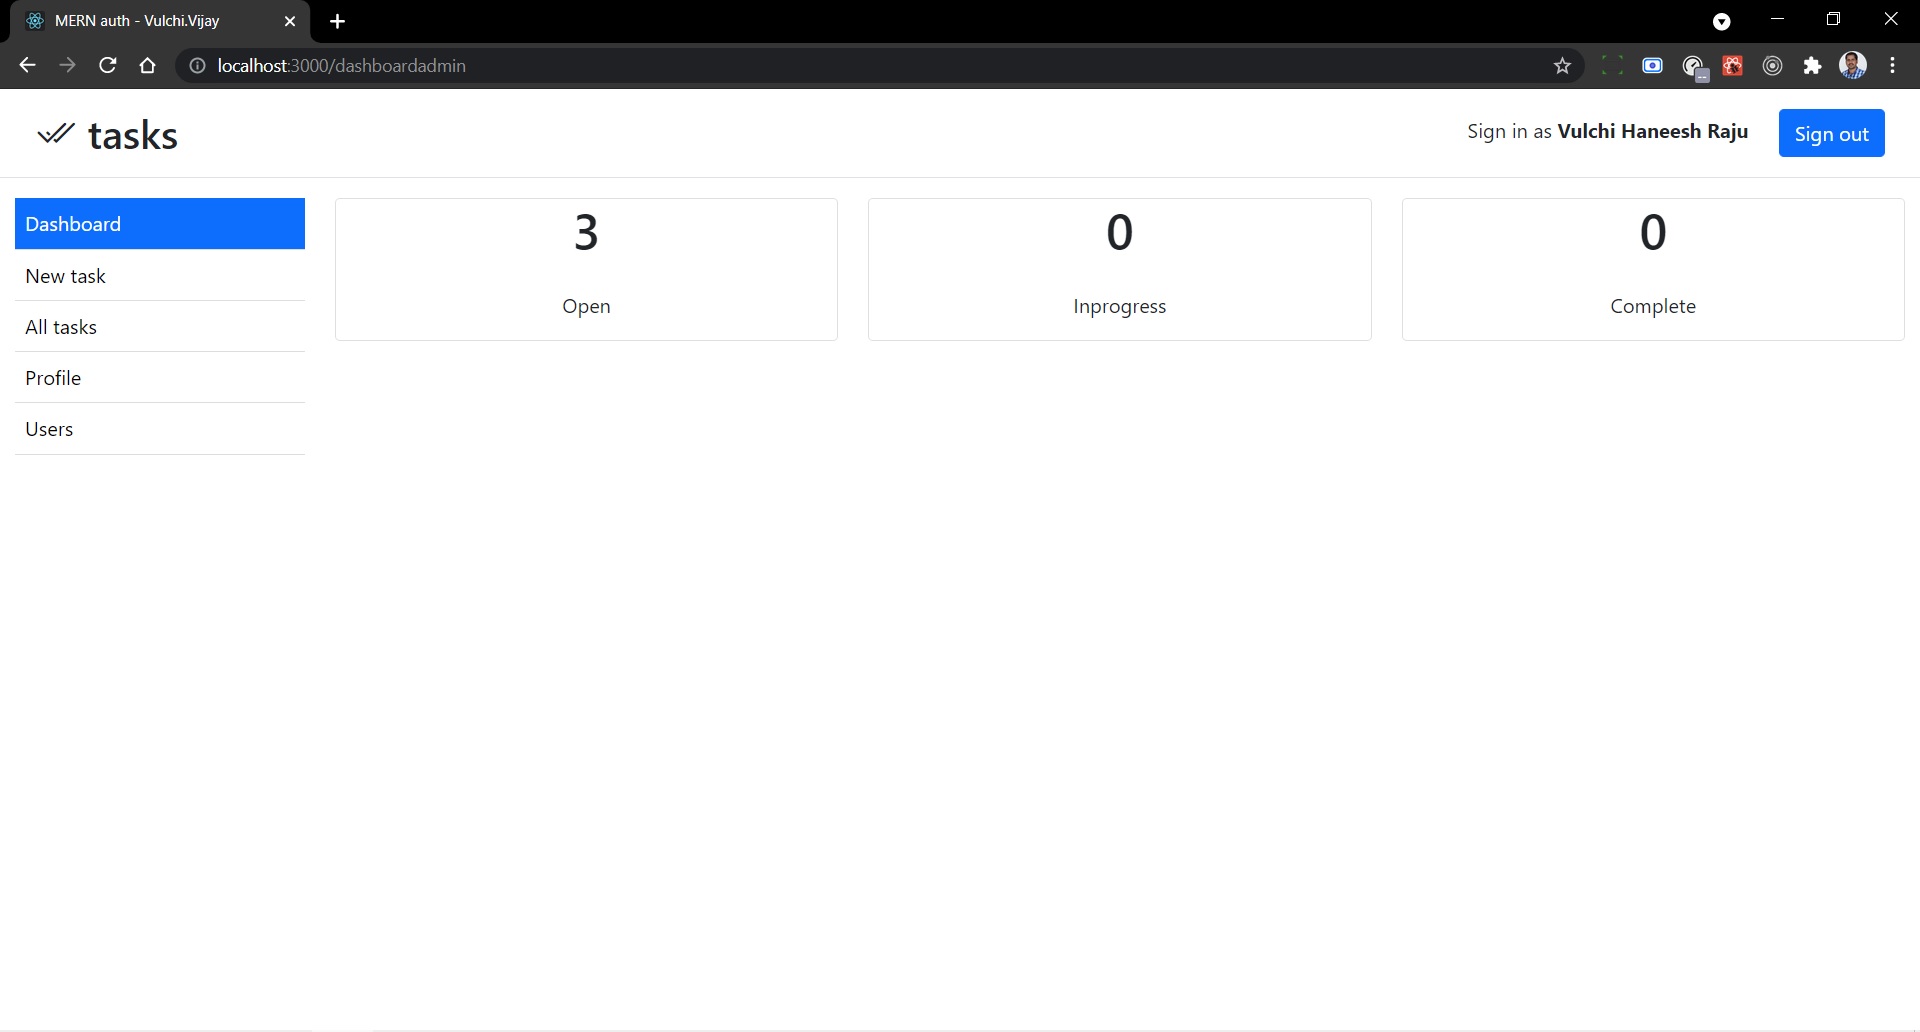 MERN auth - Vulchi.Vijay
localhost:3000/dashboardadmin
tasks
Sign in as Vulchi Haneesh Raju
Sign out
Dashboard
New task
All tasks
Profile
Users
3
Open
0
Inprogress
0
Complete